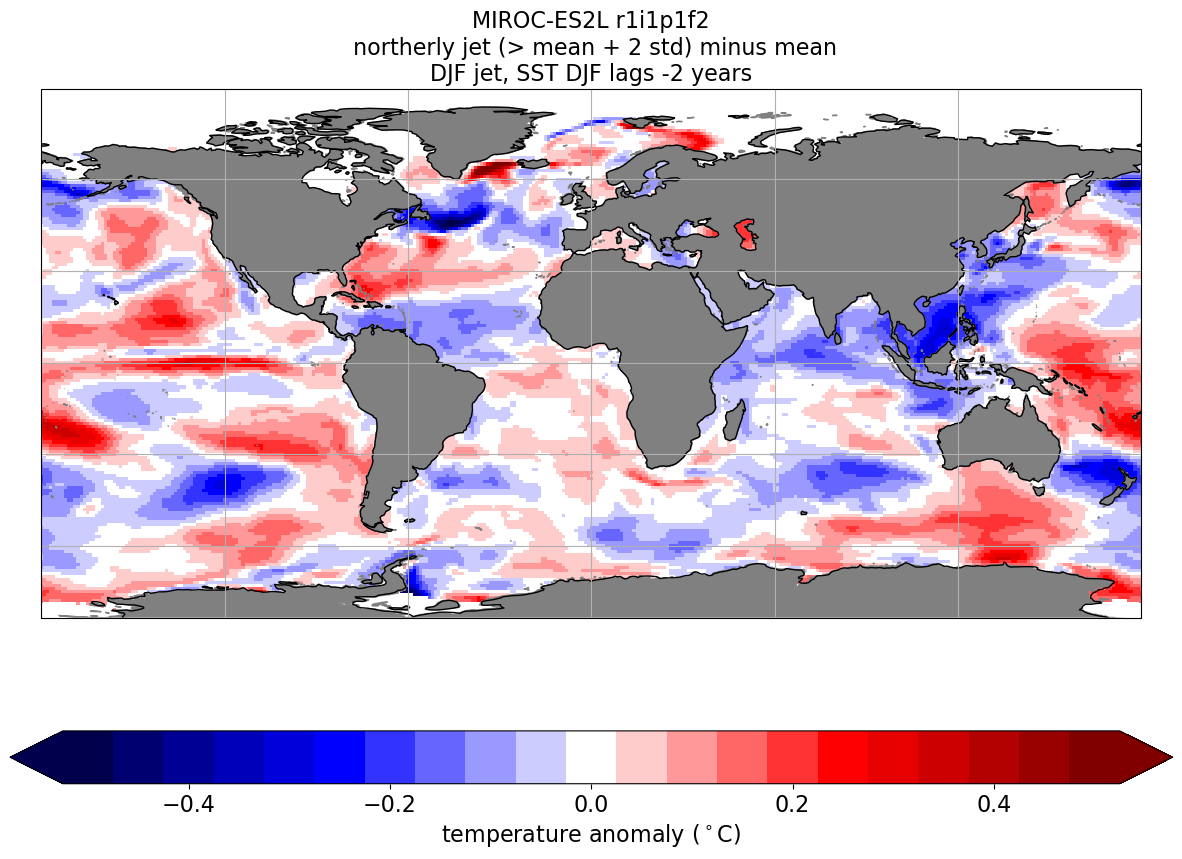 MIROC-ES2L r1i1p1f2
northerly jet (> mean + 2 std) minus mean
DJF jet, SST DJF lags -2 years
−0.4 −0.2 0.0 0.2 0.4
temperature anomaly (°C)